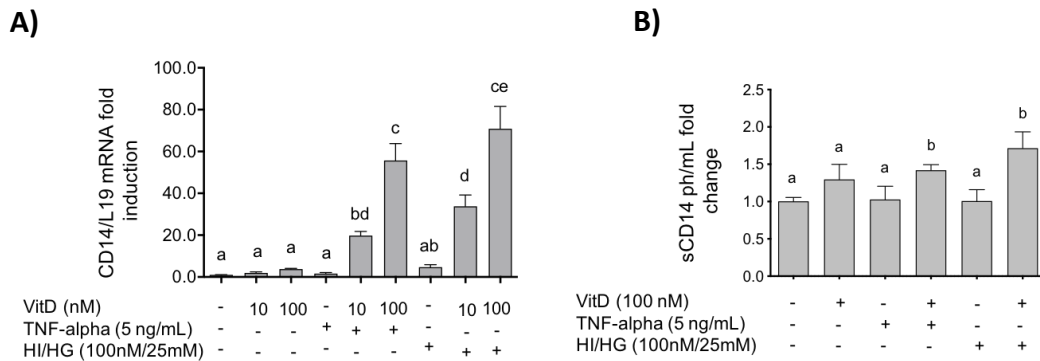 A)
CD14/L19 mRNA fold
induction
100.0
80.0
60.0
40.0
20.0
0.0
a a a a bd c ab d ce
VitD (nM) - 10 100 - 10 100 - 10 100
TNF-alpha (5 ng/mL) - - - + + + - - -
HI/HG (100nM/25mM) - - - - - - + + +
B)
sCD14 ph/mL fold
change
2.5
2.0
1.5
1.0
0.5
0.0
a a a b a b
VitD (100 nM) - + - + - +
TNF-alpha (5 ng/mL) - - + + - -
HI/HG (100nM/25mM) - - - - + +